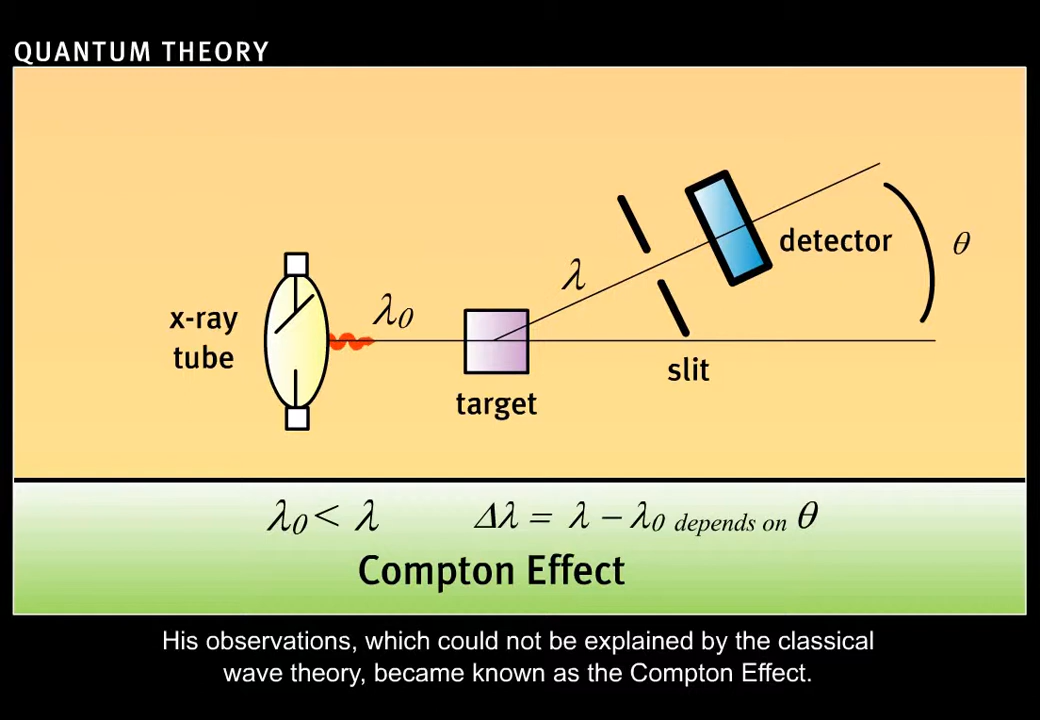 QUANTUM THEORY
detector
θ
λ
x-ray
tube
λ₀
slit
target
λ₀ < λ
Δλ = λ − λ₀ depends on θ
Compton Effect
His observations, which could not be explained by the classical
wave theory, became known as the Compton Effect.